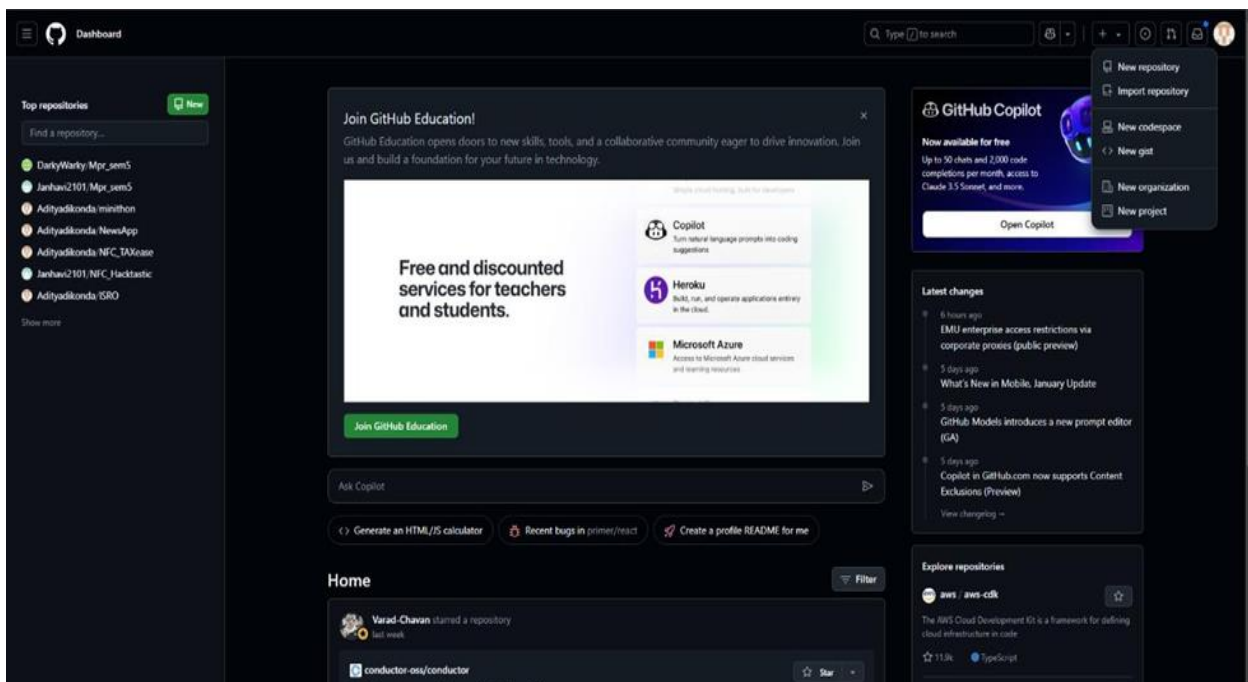 Dashboard
Type / to search
Top repositories
New
Find a repository...
DarkyWarky/Mpr_sem5
Janhavi2101/Mpr_sem5
Adityadikonda/minithon
Adityadikonda/NewsApp
Adityadikonda/NFC_TAXease
Janhavi2101/NFC_Hacktastic
Adityadikonda/ISRO
Show more
Join GitHub Education!
GitHub Education opens doors to new skills, tools, and a collaborative community eager to drive innovation. Join
us and build a foundation for your future in technology.
Free and discounted
services for teachers
and students.
Simple cloud hosting, built for developers
Copilot
Turn natural language prompts into coding
suggestions
Heroku
Build, run, and operate applications entirely
in the cloud.
Microsoft Azure
Access to Microsoft Azure cloud services
and learning resources
Join GitHub Education
Ask Copilot
Generate an HTML/JS calculator
Recent bugs in primer/react
Create a profile README for me
Home
Filter
Varad-Chavan starred a repository
last week
conductor-oss/conductor
Star
GitHub Copilot
Now available for free
Up to 50 chats and 2,000 code
completions per month, access to
Claude 3.5 Sonnet, and more.
Open Copilot
New repository
Import repository
New codespace
New gist
New organization
New project
Latest changes
6 hours ago
EMU enterprise access restrictions via
corporate proxies (public preview)
5 days ago
What's New in Mobile, January Update
5 days ago
GitHub Models introduces a new prompt editor
(GA)
5 days ago
Copilot in GitHub.com now supports Content
Exclusions (Preview)
View changelog →
Explore repositories
aws / aws-cdk
The AWS Cloud Development Kit is a framework for defining
cloud infrastructure in code
11.9k
TypeScript